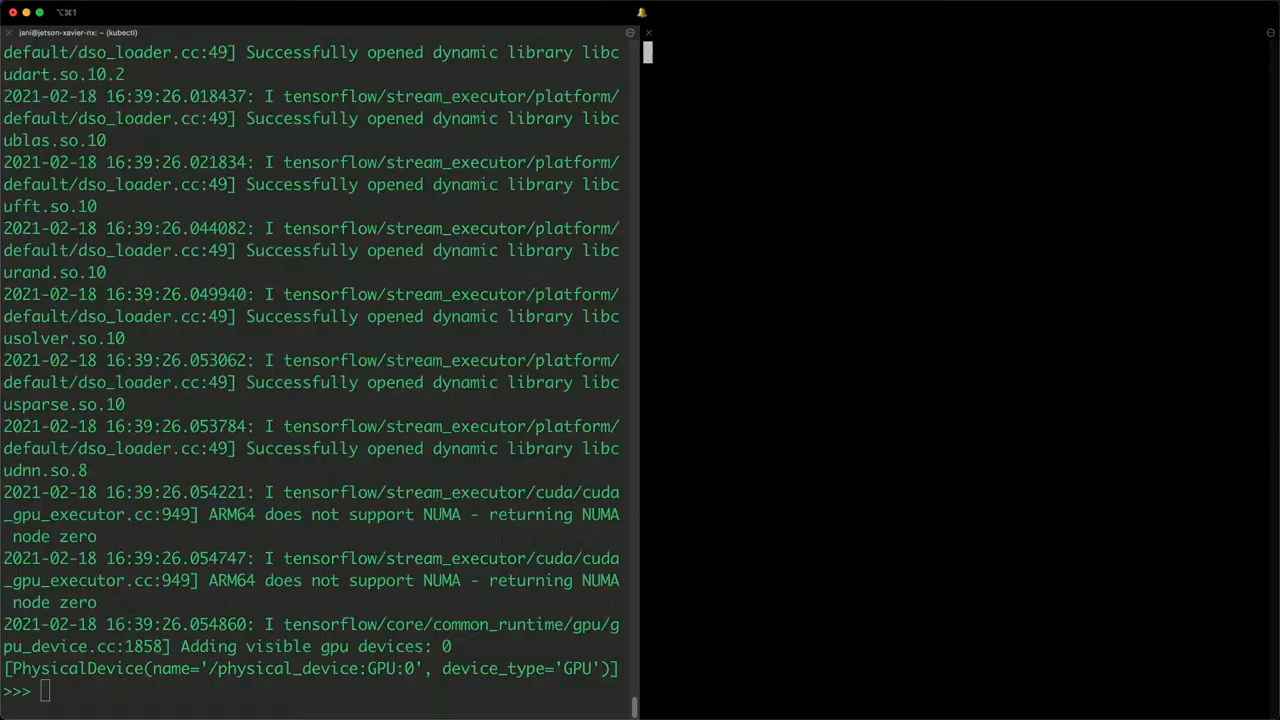 ⌥⌘1
jani@jetson-xavier-nx: ~ (kubectl)
default/dso_loader.cc:49] Successfully opened dynamic library libc
udart.so.10.2
2021-02-18 16:39:26.018437: I tensorflow/stream_executor/platform/
default/dso_loader.cc:49] Successfully opened dynamic library libc
ublas.so.10
2021-02-18 16:39:26.021834: I tensorflow/stream_executor/platform/
default/dso_loader.cc:49] Successfully opened dynamic library libc
ufft.so.10
2021-02-18 16:39:26.044082: I tensorflow/stream_executor/platform/
default/dso_loader.cc:49] Successfully opened dynamic library libc
urand.so.10
2021-02-18 16:39:26.049940: I tensorflow/stream_executor/platform/
default/dso_loader.cc:49] Successfully opened dynamic library libc
usolver.so.10
2021-02-18 16:39:26.053062: I tensorflow/stream_executor/platform/
default/dso_loader.cc:49] Successfully opened dynamic library libc
usparse.so.10
2021-02-18 16:39:26.053784: I tensorflow/stream_executor/platform/
default/dso_loader.cc:49] Successfully opened dynamic library libc
udnn.so.8
2021-02-18 16:39:26.054221: I tensorflow/stream_executor/cuda/cuda
_gpu_executor.cc:949] ARM64 does not support NUMA - returning NUMA
 node zero
2021-02-18 16:39:26.054747: I tensorflow/stream_executor/cuda/cuda
_gpu_executor.cc:949] ARM64 does not support NUMA - returning NUMA
 node zero
2021-02-18 16:39:26.054860: I tensorflow/core/common_runtime/gpu/g
pu_device.cc:1858] Adding visible gpu devices: 0
[PhysicalDevice(name='/physical_device:GPU:0', device_type='GPU')]
>>>